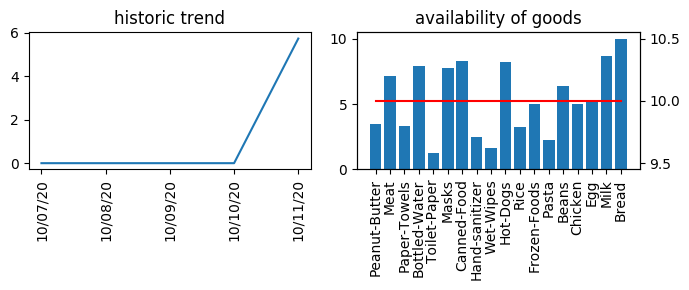 historic trend
6
4
2
0
10/07/20
10/08/20
10/09/20
10/10/20
10/11/20
availability of goods
10
5
0
10.5
10.0
9.5
Peanut-Butter
Meat
Paper-Towels
Bottled-Water
Toilet-Paper
Masks
Canned-Food
Hand-sanitizer
Wet-Wipes
Hot-Dogs
Rice
Frozen-Foods
Pasta
Beans
Chicken
Egg
Milk
Bread